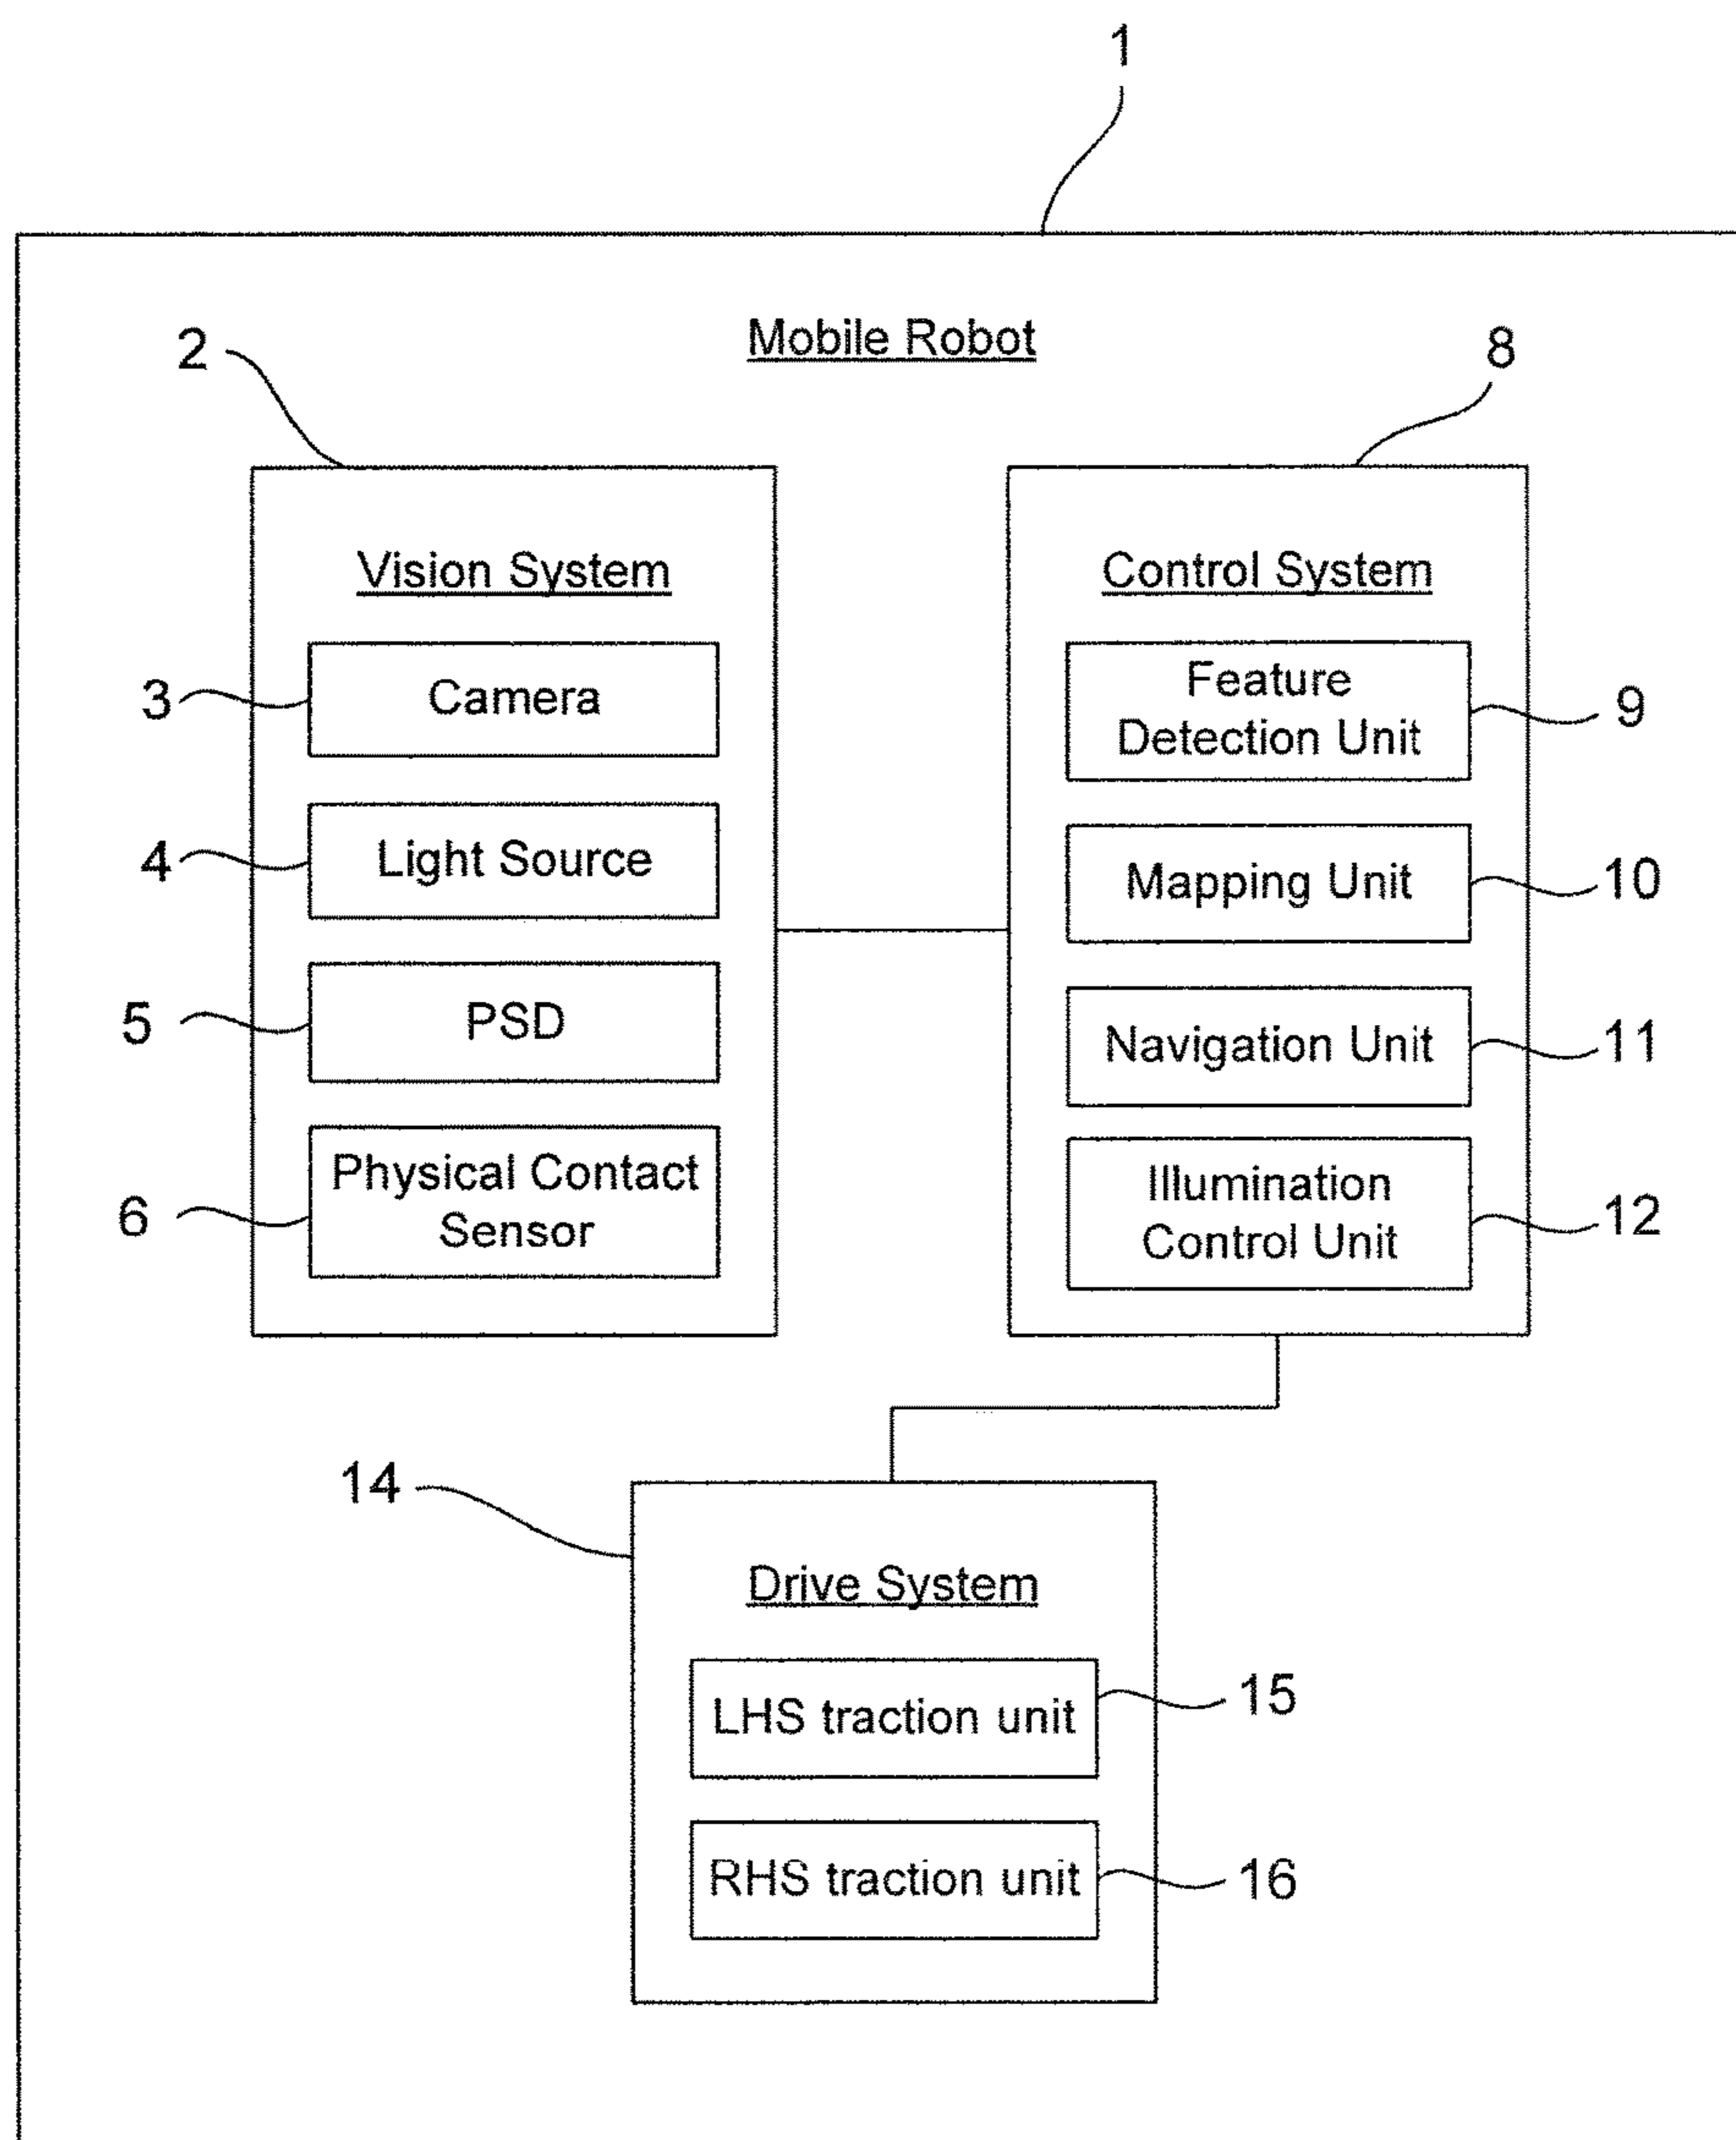 1
Mobile Robot
2
8
Vision System
Camera
3
Light Source
4
PSD
5
Physical Contact
Sensor
6
Control System
Feature
Detection Unit
9
Mapping Unit
10
Navigation Unit
11
Illumination
Control Unit
12
14
Drive System
LHS traction unit
15
RHS traction unit
16